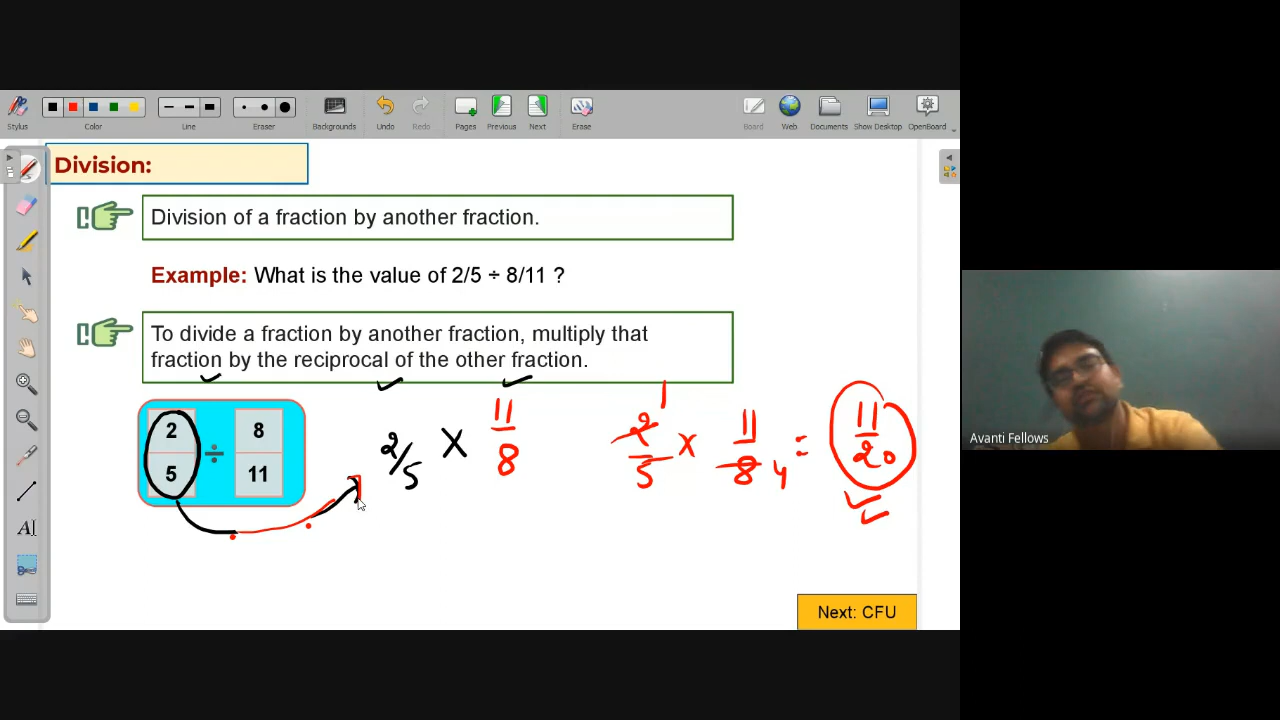 Stylus
Color
Line
Eraser
Backgrounds
Undo
Redo
Pages
Previous
Next
Erase
Board
Web
Documents
Show Desktop
OpenBoard
Division:
Division of a fraction by another fraction.
Example: What is the value of 2/5 ÷ 8/11 ?
To divide a fraction by another fraction, multiply that
fraction by the reciprocal of the other fraction.
2/5 ÷ 8/11
2/5 × 11/8
2/5 × 11/8 = 11/20
1
4
Avanti Fellows
Next: CFU
A